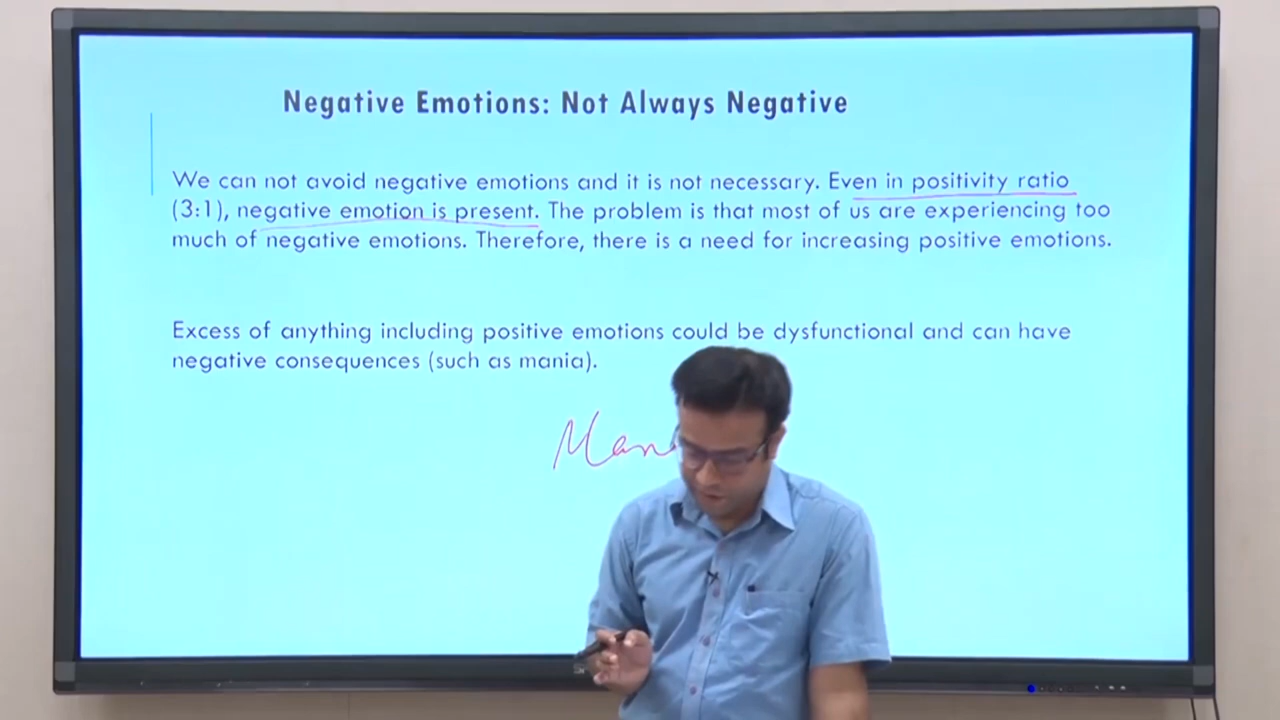 Negative Emotions: Not Always Negative
We can not avoid negative emotions and it is not necessary. Even in positivity ratio
(3:1), negative emotion is present. The problem is that most of us are experiencing too
much of negative emotions. Therefore, there is a need for increasing positive emotions.
Excess of anything including positive emotions could be dysfunctional and can have
negative consequences (such as mania).